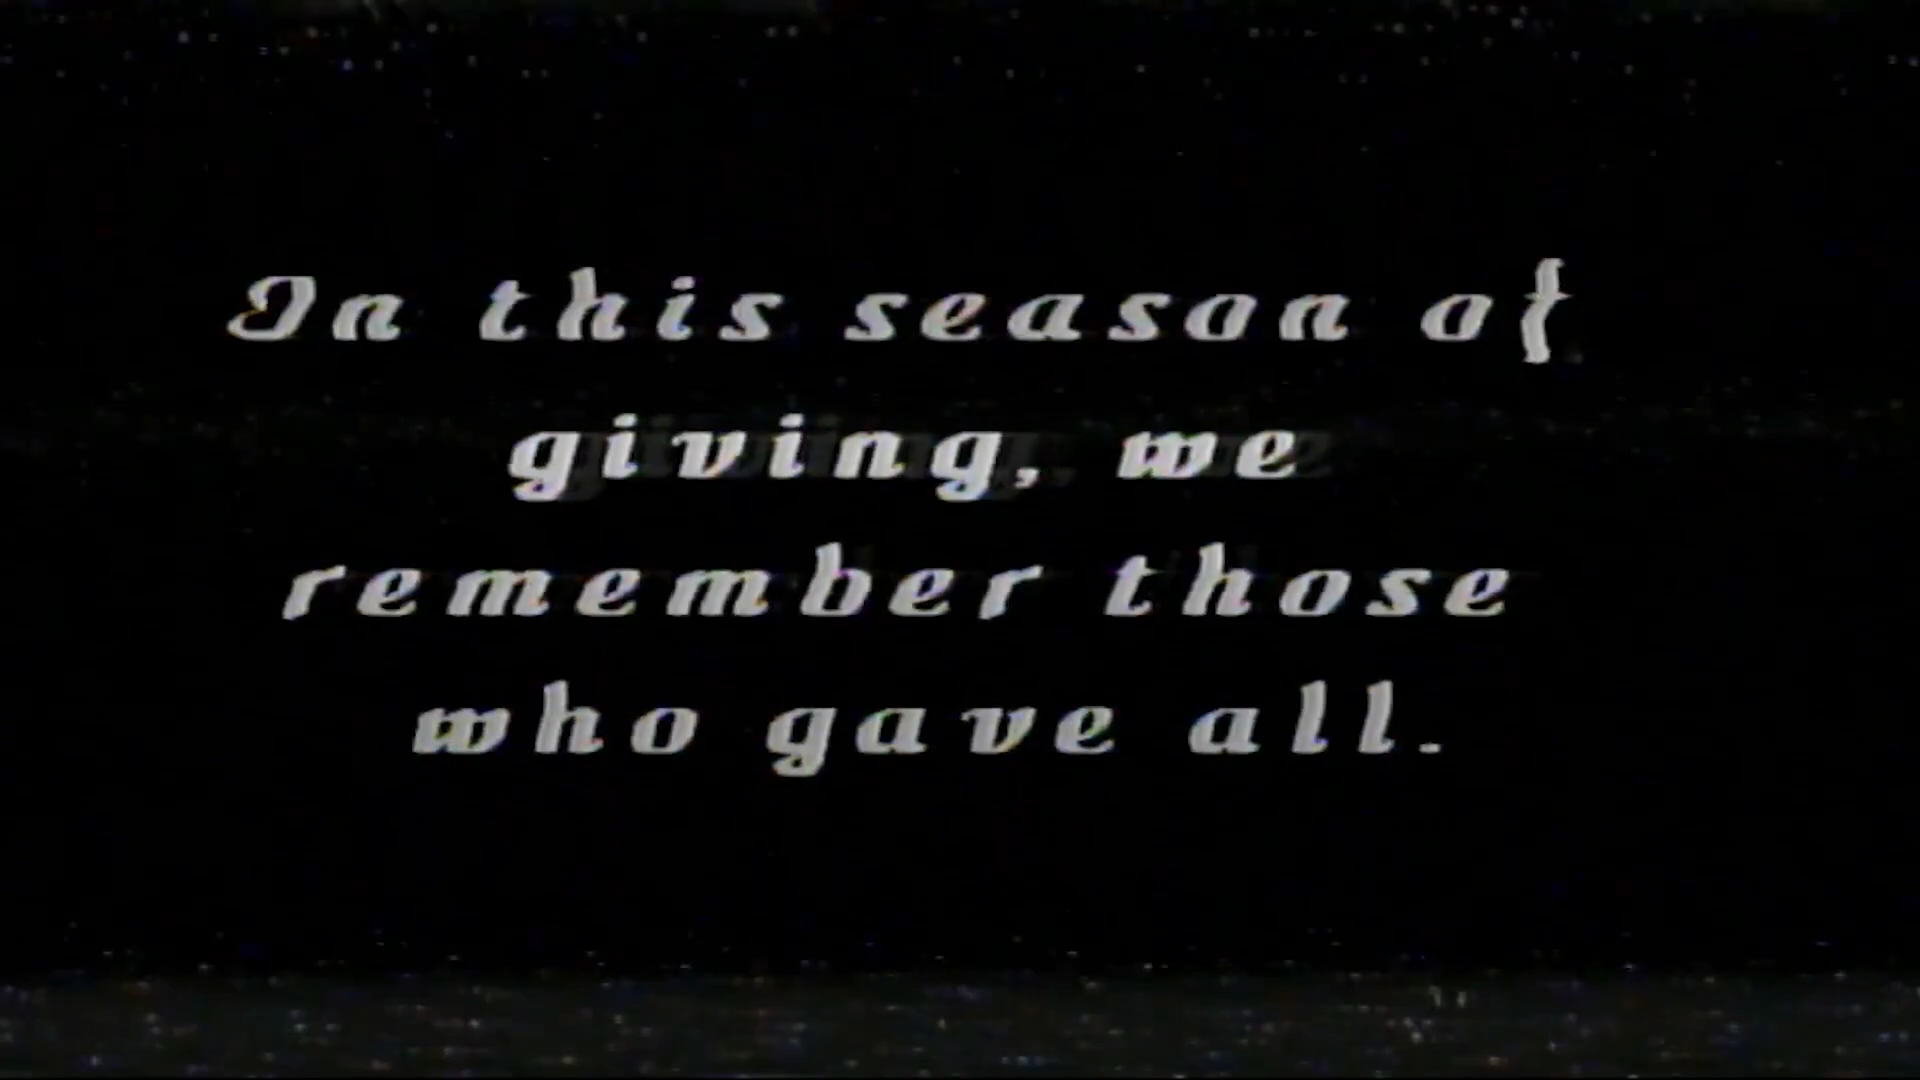 In this season of
giving, we
remember those
who gave all.